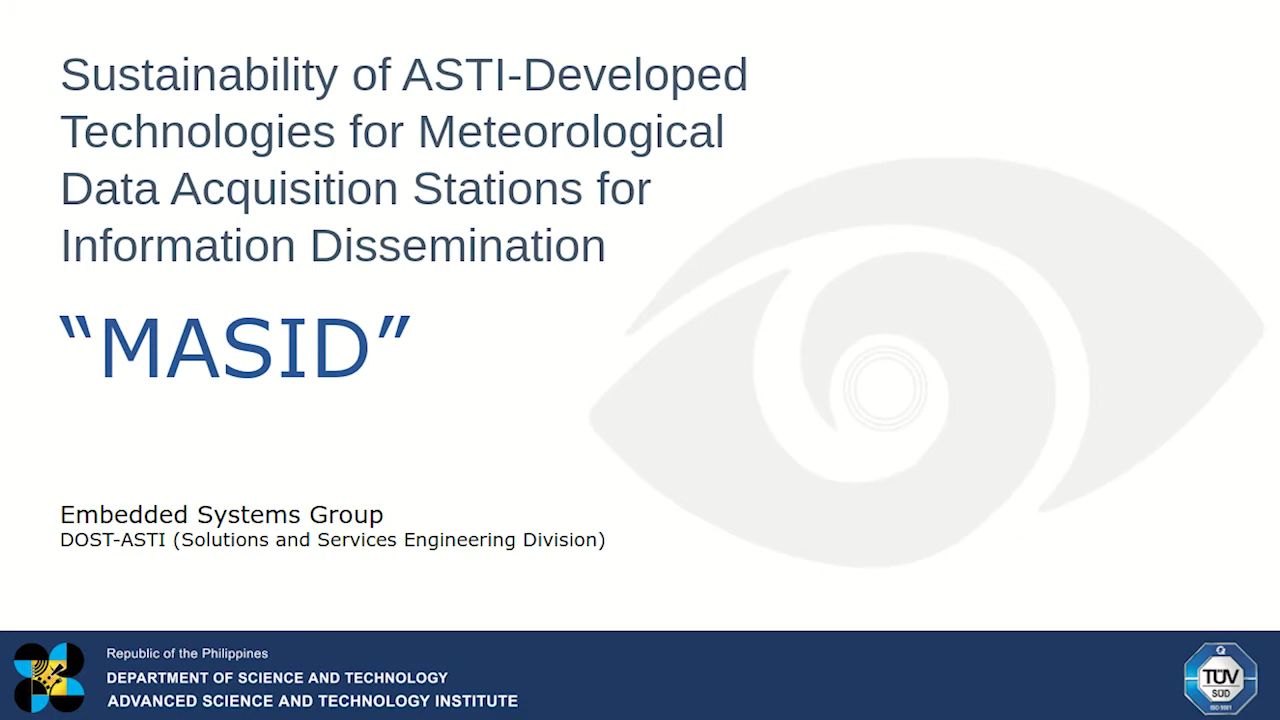 Sustainability of ASTI-Developed
Technologies for Meteorological
Data Acquisition Stations for
Information Dissemination
“MASID”
Embedded Systems Group
DOST-ASTI (Solutions and Services Engineering Division)
Republic of the Philippines
DEPARTMENT OF SCIENCE AND TECHNOLOGY
ADVANCED SCIENCE AND TECHNOLOGY INSTITUTE
TÜV
SÜD
ISO 9001